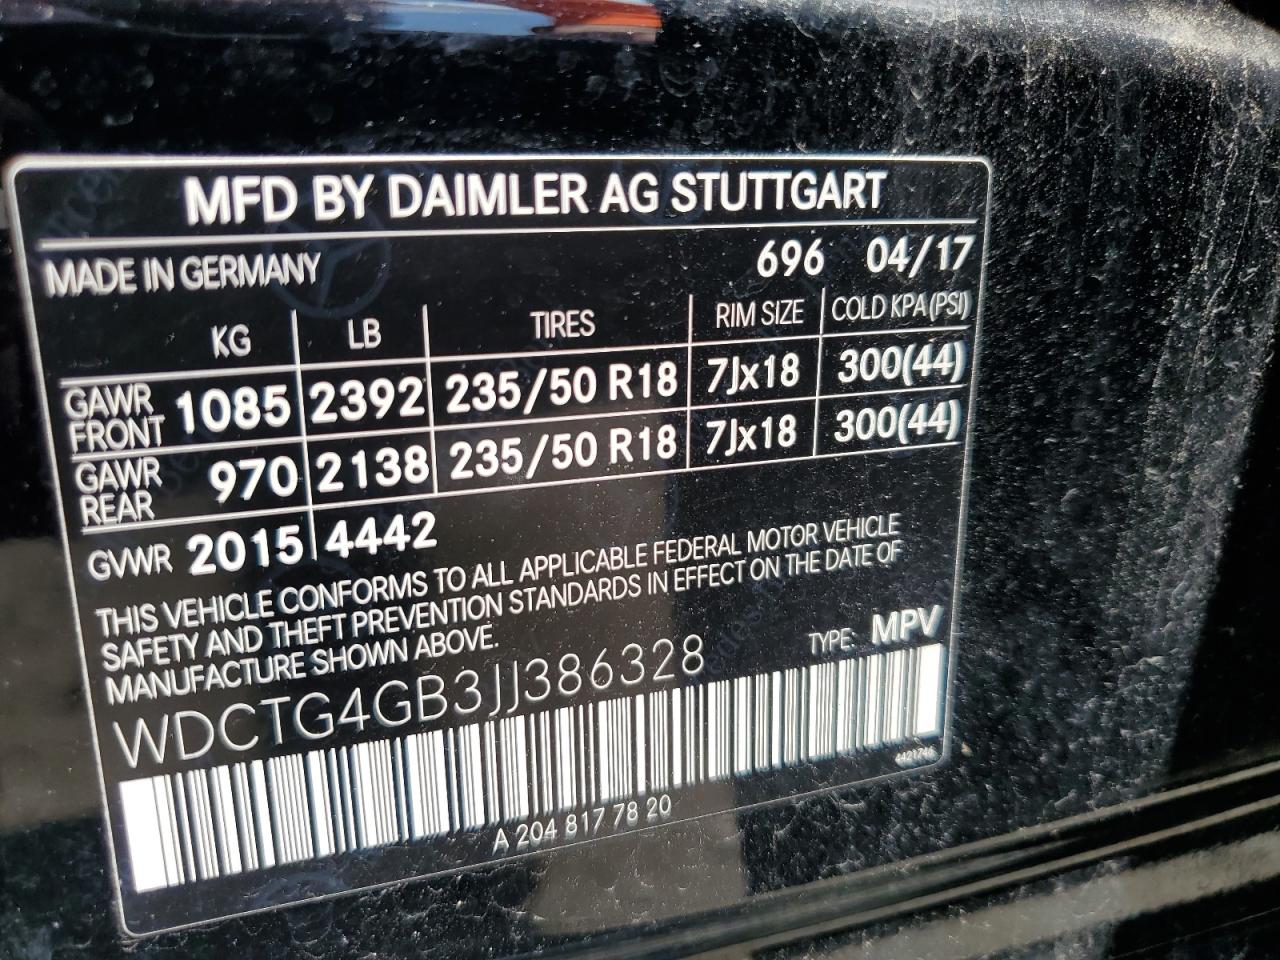 MFD BY DAIMLER AG STUTTGART
MADE IN GERMANY 696 04/17
KG LB TIRES RIM SIZE COLD KPA (PSI)
GAWR FRONT 1085 2392 235/50 R18 7Jx18 300(44)
GAWR REAR 970 2138 235/50 R18 7Jx18 300(44)
GVWR 2015 4442
THIS VEHICLE CONFORMS TO ALL APPLICABLE FEDERAL MOTOR VEHICLE
SAFETY AND THEFT PREVENTION STANDARDS IN EFFECT ON THE DATE OF
MANUFACTURE SHOWN ABOVE.
TYPE: MPV
WDCTG4GB3JJ386328
4421746
A 204 817 78 20